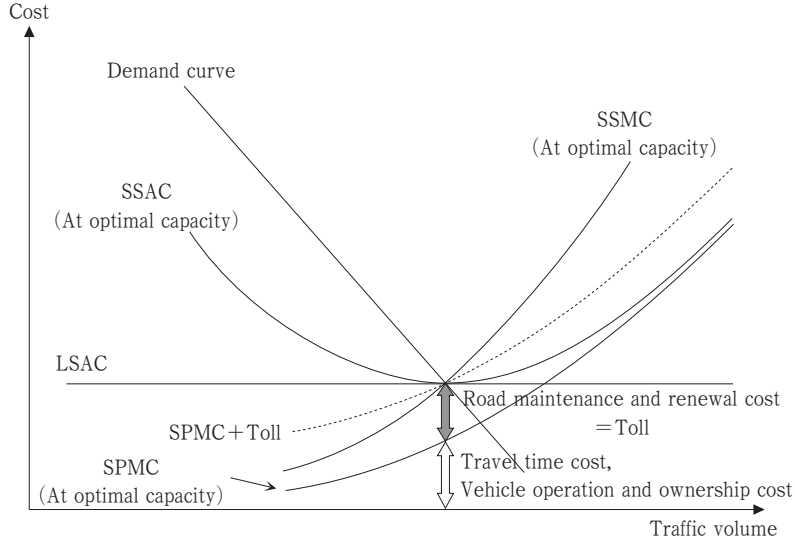 Cost
Demand curve
SSMC
(At optimal capacity)
SSAC
(At optimal capacity)
LSAC
Road maintenance and renewal cost
＝Toll
SPMC＋Toll
SPMC
(At optimal capacity)
Travel time cost,
Vehicle operation and ownership cost
Traffic volume